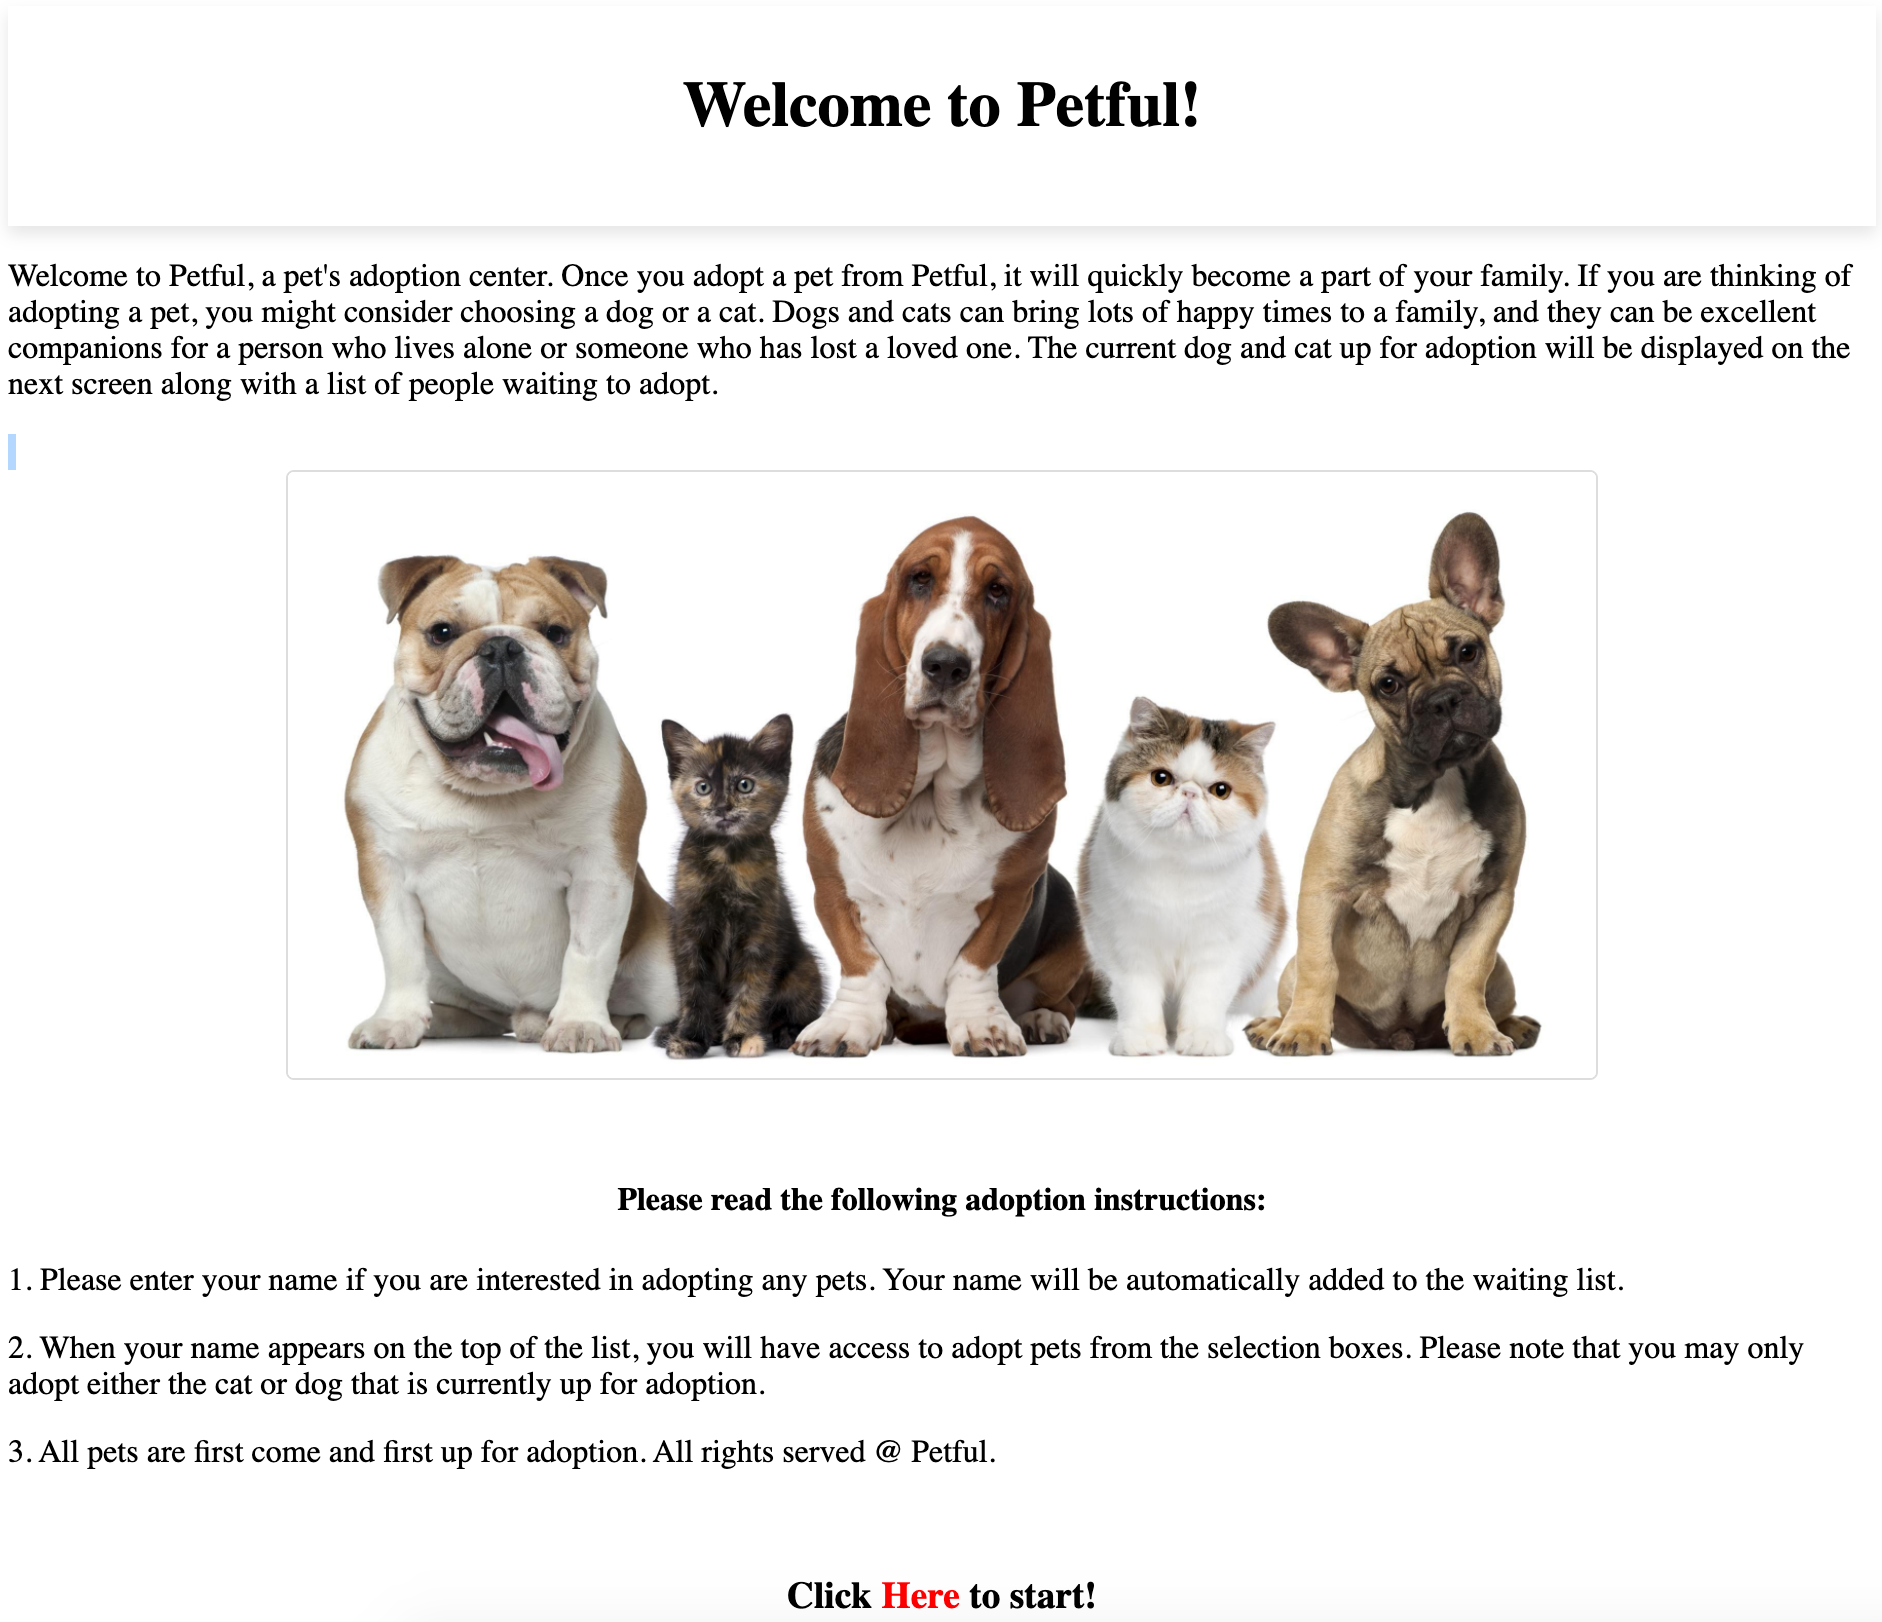 Welcome to Petful!
Welcome to Petful, a pet's adoption center. Once you adopt a pet from Petful, it will quickly become a part of your family. If you are thinking of
adopting a pet, you might consider choosing a dog or a cat. Dogs and cats can bring lots of happy times to a family, and they can be excellent
companions for a person who lives alone or someone who has lost a loved one. The current dog and cat up for adoption will be displayed on the
next screen along with a list of people waiting to adopt.
Please read the following adoption instructions:
1. Please enter your name if you are interested in adopting any pets. Your name will be automatically added to the waiting list.
2. When your name appears on the top of the list, you will have access to adopt pets from the selection boxes. Please note that you may only
adopt either the cat or dog that is currently up for adoption.
3. All pets are first come and first up for adoption. All rights served @ Petful.
Click Here to start!